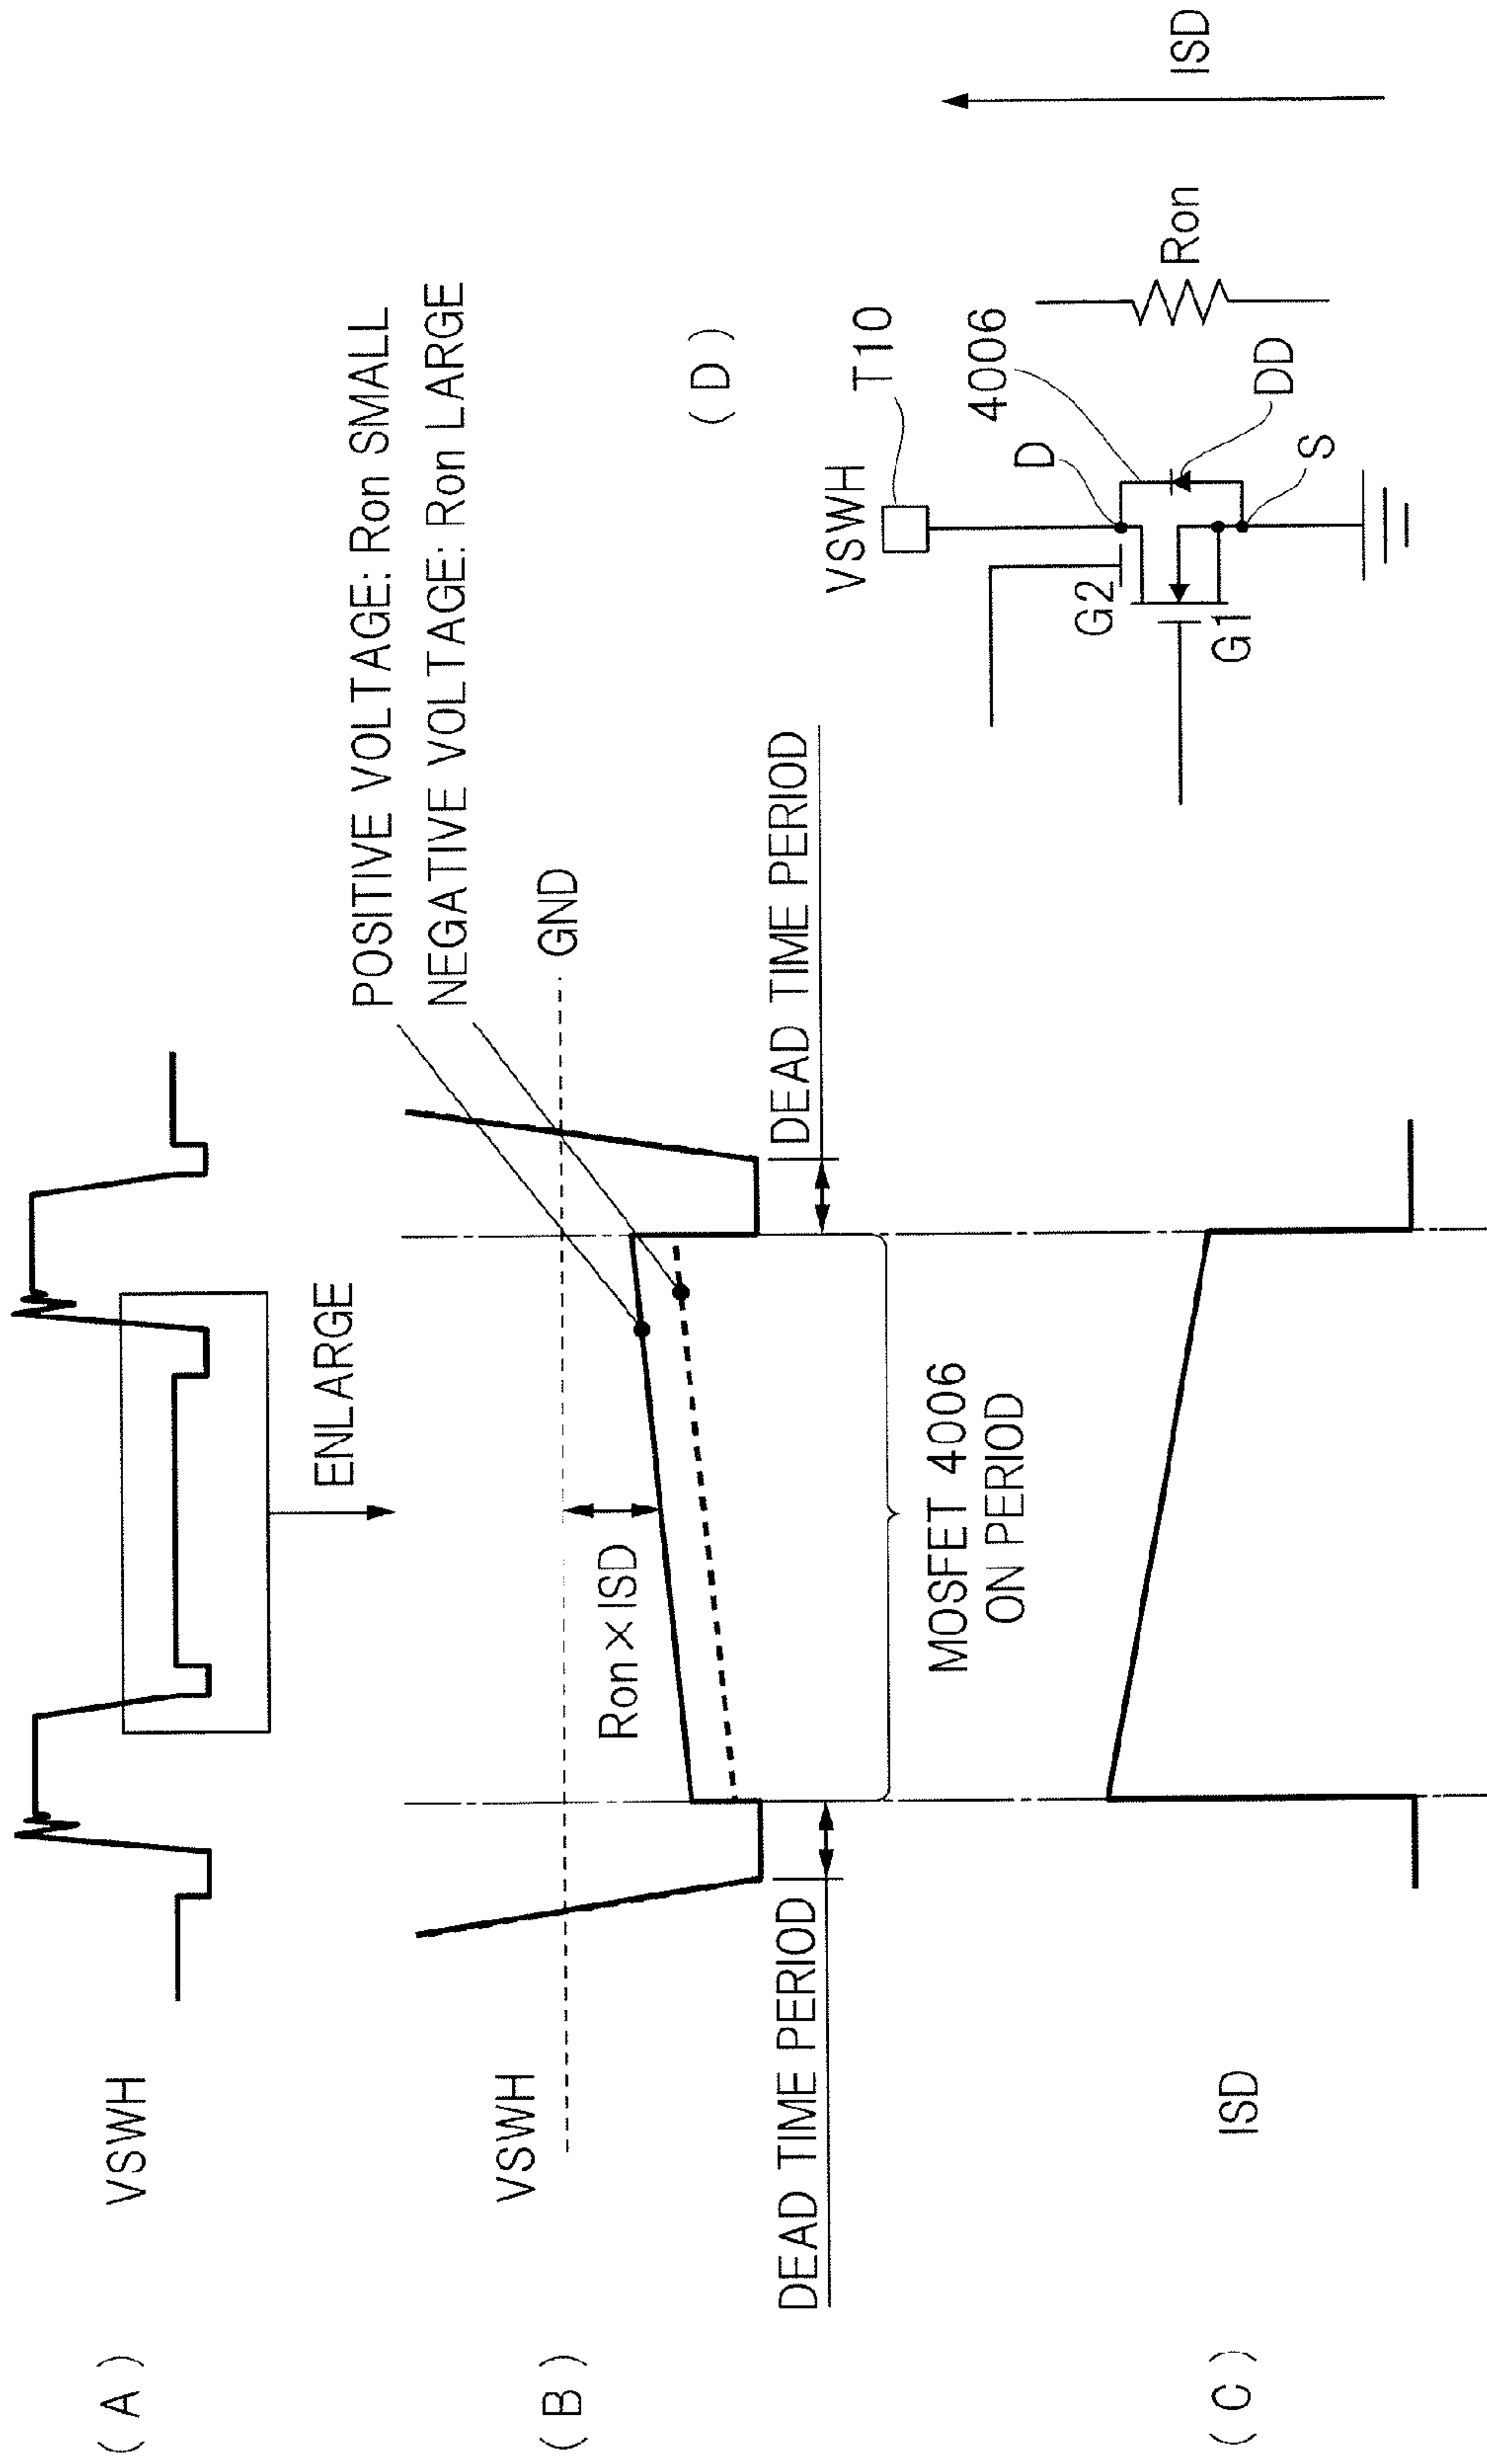 ( A )
VSWH
ENLARGE
POSITIVE VOLTAGE: Ron SMALL
NEGATIVE VOLTAGE: Ron LARGE
( B )
VSWH
GND
Ron×ISD
DEAD TIME PERIOD
DEAD TIME PERIOD
MOSFET 4006
ON PERIOD
( C )
ISD
( D )
VSWH
T10
4006
D
G2
G1
DD
S
Ron
ISD